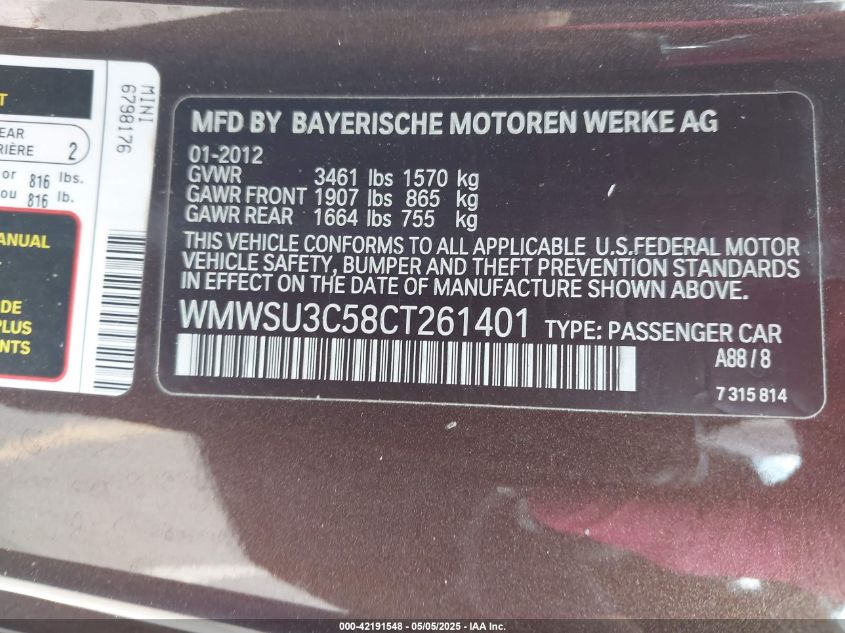 T
EAR
RIÈRE 2
or 816 lbs.
ou 816 lb.
ANUAL
DE
PLUS
NTS
MINI
6798176
MFD BY BAYERISCHE MOTOREN WERKE AG
01-2012
GVWR 3461 lbs 1570 kg
GAWR FRONT 1907 lbs 865 kg
GAWR REAR 1664 lbs 755 kg
THIS VEHICLE CONFORMS TO ALL APPLICABLE U.S.FEDERAL MOTOR
VEHICLE SAFETY, BUMPER AND THEFT PREVENTION STANDARDS
IN EFFECT ON THE DATE OF MANUFACTURE SHOWN ABOVE.
WMWSU3C58CT261401 TYPE: PASSENGER CAR
A88 / 8
7 315 814
000-42191548 - 05/05/2025 - IAA Inc.